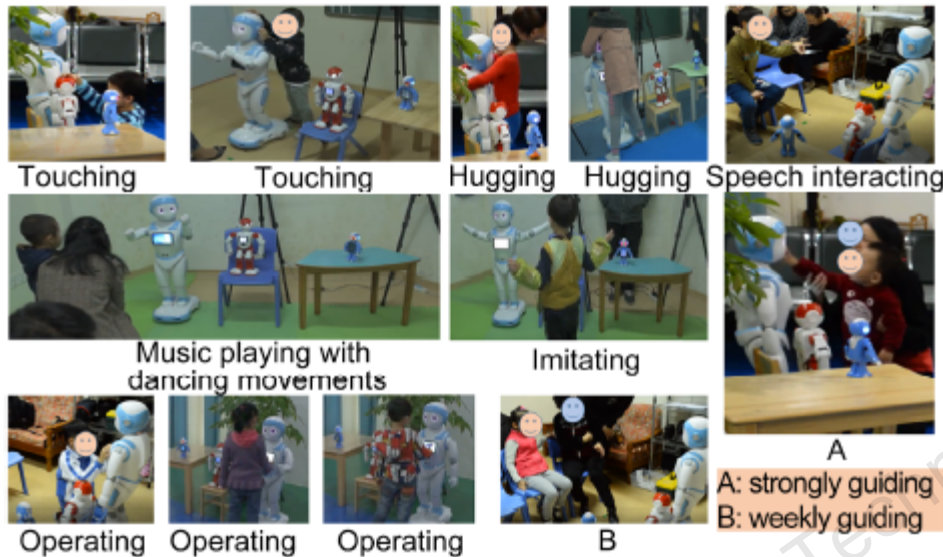 Touching
Touching
Hugging
Hugging
Speech interacting
Music playing with
dancing movements
Imitating
A
A: strongly guiding
B: weekly guiding
Operating
Operating
Operating
B